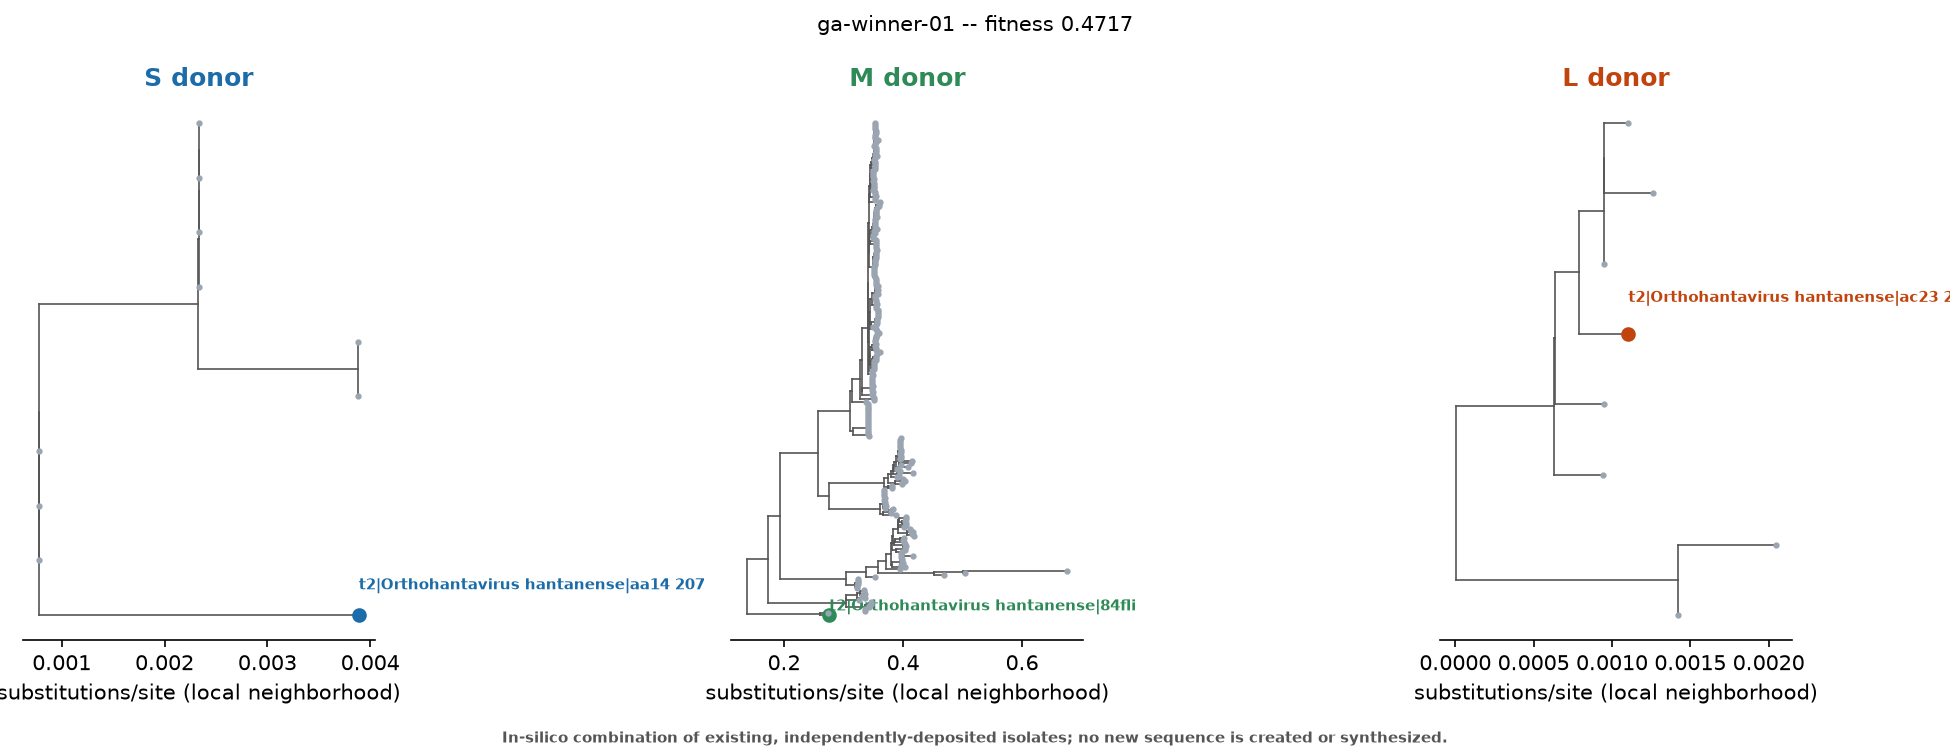 ga-winner-01 -- fitness 0.4717
S donor
M donor
L donor
t2|Orthohantavirus hantanense|ac23 2
t2|Orthohantavirus hantanense|aa14 207
t2|Orthohantavirus hantanense|84fli
0.001 0.002 0.003 0.004
0.2 0.4 0.6
0.0000 0.0005 0.0010 0.0015 0.0020
substitutions/site (local neighborhood)
substitutions/site (local neighborhood)
substitutions/site (local neighborhood)
In-silico combination of existing, independently-deposited isolates; no new sequence is created or synthesized.